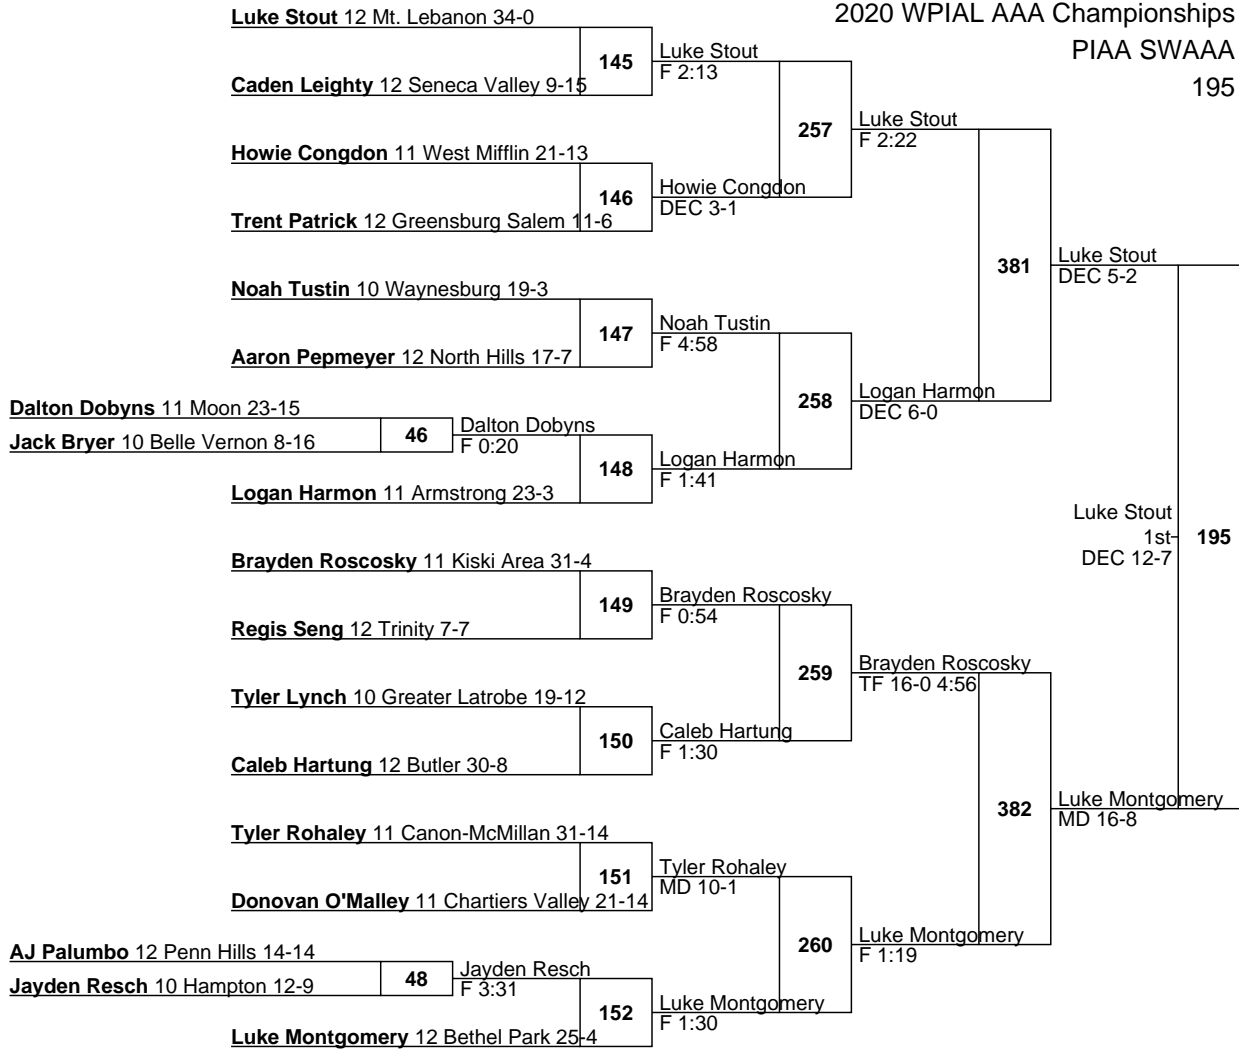 2020 WPIAL AAA Championships
PIAA SWAAA
195
Luke Stout 12 Mt. Lebanon 34-0
145
Luke Stout
F 2:13
Caden Leighty 12 Seneca Valley 9-15
257
Luke Stout
F 2:22
Howie Congdon 11 West Mifflin 21-13
146
Howie Congdon
DEC 3-1
Trent Patrick 12 Greensburg Salem 11-6
381
Luke Stout
DEC 5-2
Noah Tustin 10 Waynesburg 19-3
147
Noah Tustin
F 4:58
Aaron Pepmeyer 12 North Hills 17-7
258
Logan Harmon
DEC 6-0
Dalton Dobyns 11 Moon 23-15
46
Dalton Dobyns
F 0:20
Jack Bryer 10 Belle Vernon 8-16
148
Logan Harmon
F 1:41
Logan Harmon 11 Armstrong 23-3
Luke Stout
1st
DEC 12-7
195
Brayden Roscosky 11 Kiski Area 31-4
149
Brayden Roscosky
F 0:54
Regis Seng 12 Trinity 7-7
259
Brayden Roscosky
TF 16-0 4:56
Tyler Lynch 10 Greater Latrobe 19-12
150
Caleb Hartung
F 1:30
Caleb Hartung 12 Butler 30-8
382
Luke Montgomery
MD 16-8
Tyler Rohaley 11 Canon-McMillan 31-14
151
Tyler Rohaley
MD 10-1
Donovan O'Malley 11 Chartiers Valley 21-14
260
Luke Montgomery
F 1:19
AJ Palumbo 12 Penn Hills 14-14
48
Jayden Resch
F 3:31
Jayden Resch 10 Hampton 12-9
152
Luke Montgomery
F 1:30
Luke Montgomery 12 Bethel Park 25-4